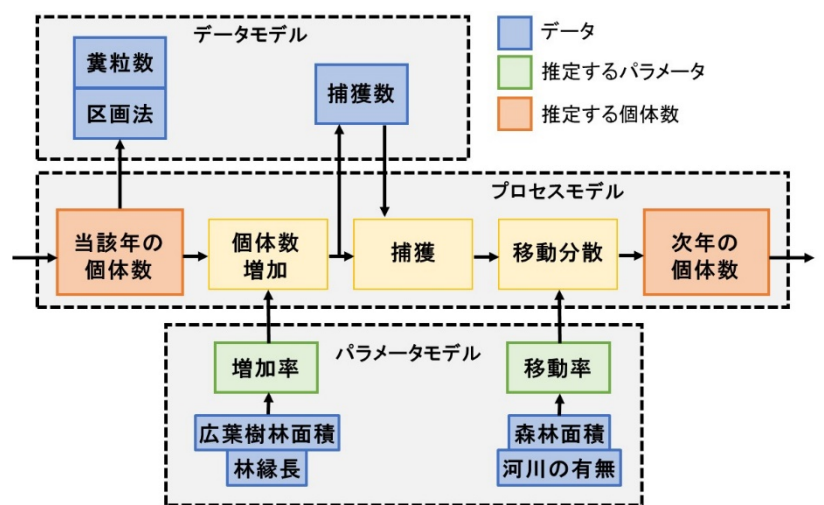 データモデル
糞粒数
区画法
捕獲数
データ
推定するパラメータ
推定する個体数
プロセスモデル
当該年の
個体数
個体数
増加
捕獲
移動分散
次年の
個体数
パラメータモデル
増加率
移動率
広葉樹林面積
林縁長
森林面積
河川の有無